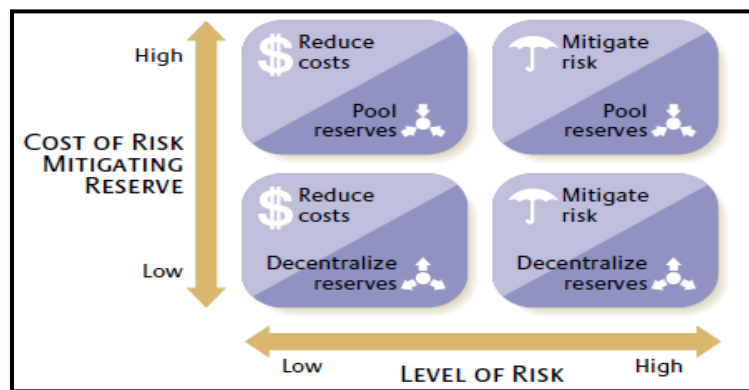 High
$ Reduce
costs
Pool
reserves
Mitigate
risk
Pool
reserves
COST OF RISK
MITIGATING
RESERVE
$ Reduce
costs
Decentralize
reserves
Mitigate
risk
Decentralize
reserves
Low
Low
LEVEL OF RISK
High